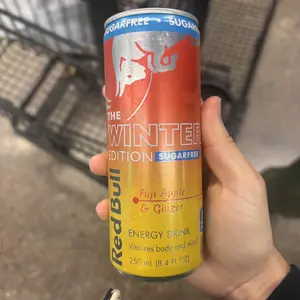 SUGARFREE SUGAR
THE
WINTER
EDITION SUGARFREE
Red Bull
Fuji Apple
& Ginger
ENERGY DRINK
Vitalizes body and mind.
250 mL (8.4 FL OZ)